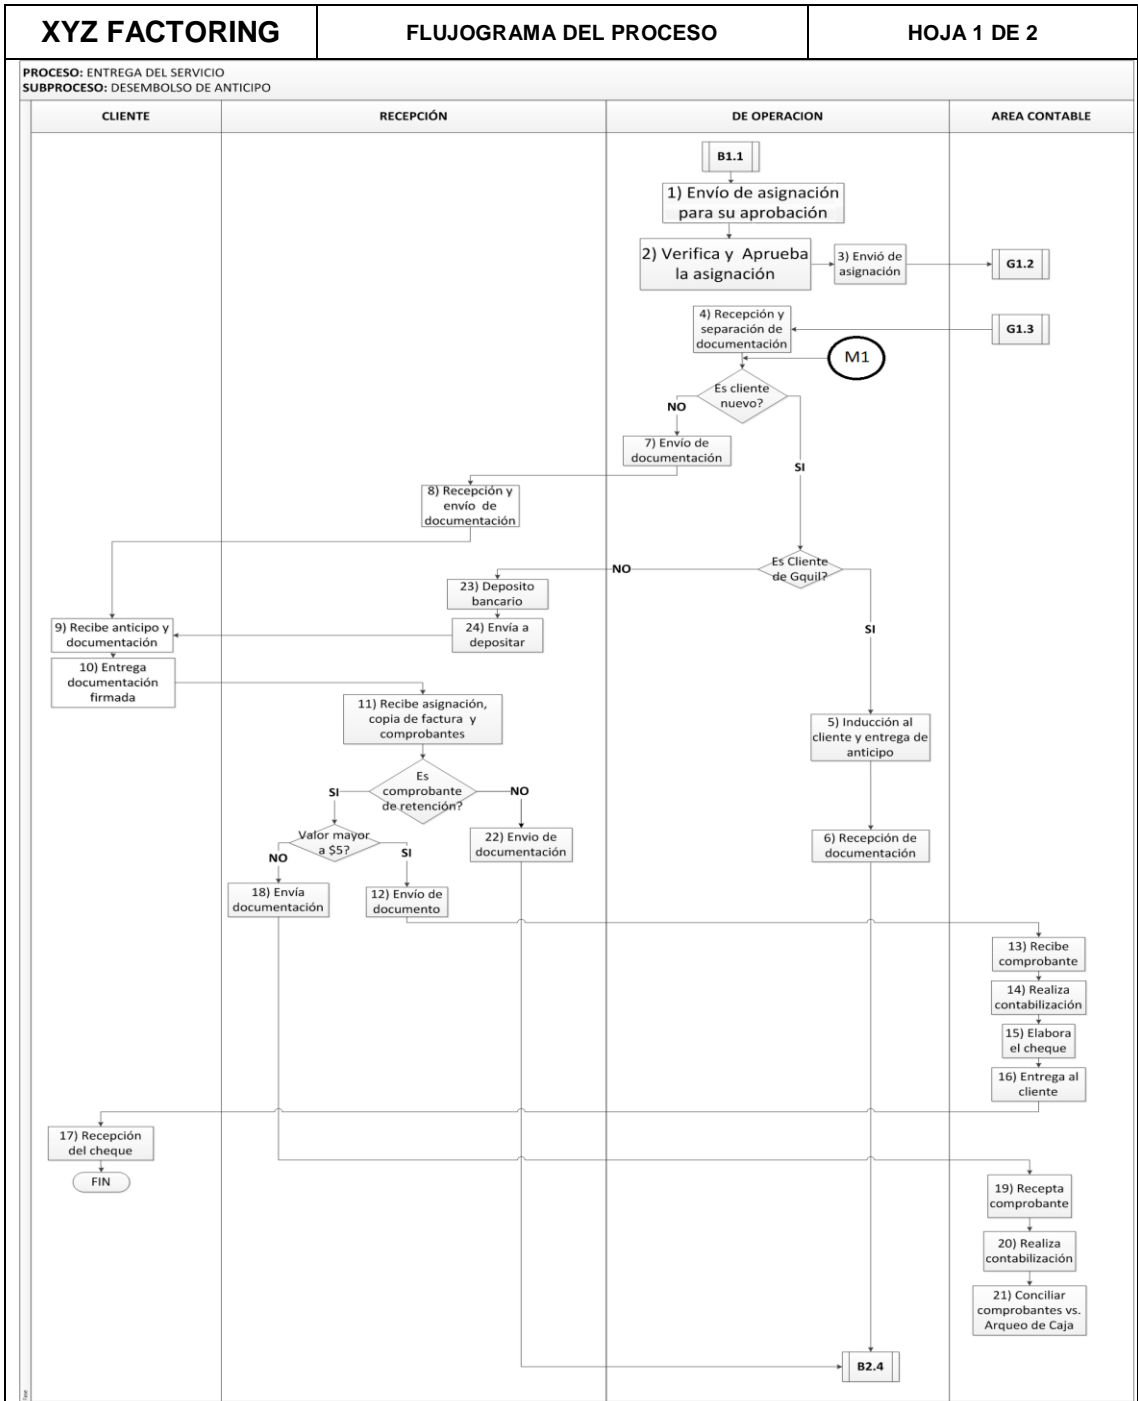 XYZ FACTORING
FLUJOGRAMA DEL PROCESO
HOJA 1 DE 2
PROCESO: ENTREGA DEL SERVICIO
SUBPROCESO: DESEMBOLSO DE ANTICIPO
CLIENTE
RECEPCIÓN
DE OPERACION
AREA CONTABLE
B1.1
1) Envío de asignación
para su aprobación
2) Verifica y Aprueba
la asignación
3) Envió de
asignación
G1.2
4) Recepción y
separación de
documentación
G1.3
M1
Es cliente
nuevo?
NO
7) Envío de
documentación
SI
8) Recepción y
envío de
documentación
Es Cliente
de Gquil?
NO
23) Deposito
bancario
9) Recibe anticipo y
documentación
24) Envía a
depositar
SI
10) Entrega
documentación
firmada
11) Recibe asignación,
copia de factura y
comprobantes
5) Inducción al
cliente y entrega de
anticipo
Es
comprobante
de retención?
SI
NO
Valor mayor
a $5?
22) Envio de
documentación
6) Recepción de
documentación
NO
SI
18) Envía
documentación
12) Envío de
documento
13) Recibe
comprobante
14) Realiza
contabilización
15) Elabora
el cheque
16) Entrega al
cliente
17) Recepción
del cheque
FIN
19) Recepta
comprobante
20) Realiza
contabilización
21) Conciliar
comprobantes vs.
Arqueo de Caja
B2.4
Fase